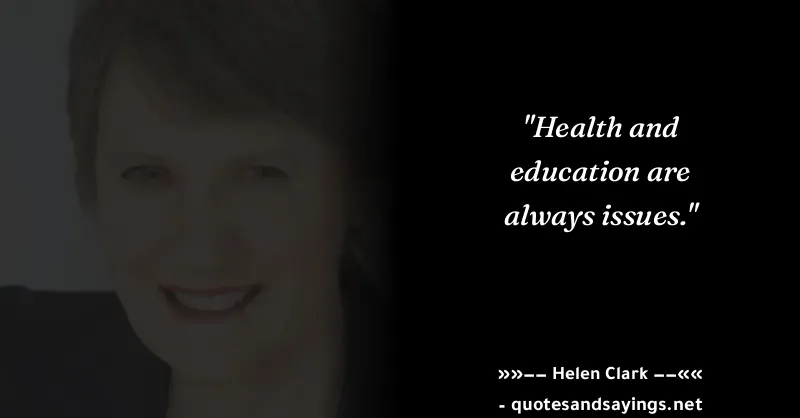 "Health and
education are
always issues."
»»–– Helen Clark ––««
- quotesandsayings.net